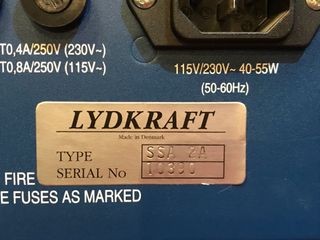 T0,4A/250V (230V~)
T0,8A/250V (115V~)
115V/230V~ 40-55W
(50-60Hz)
LYDKRAFT
Made in Denmark
TYPE SSA 2A
SERIAL No
FIRE
E FUSES AS MARKED